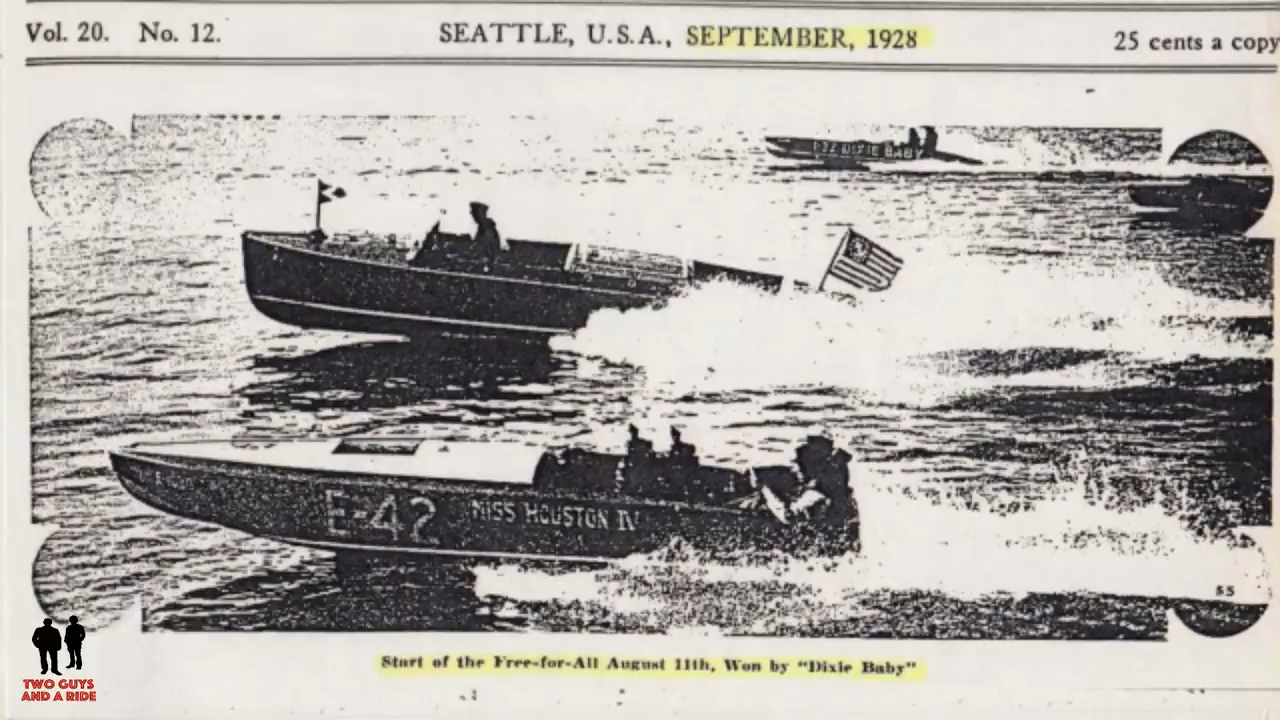 Vol. 20. No. 12.
SEATTLE, U.S.A., SEPTEMBER, 1928
25 cents a copy
DIXIE BABY
E-42 MISS HOUSTON IV
55
Start of the Free-for-All August 11th, Won by "Dixie Baby"
TWO GUYS
AND A RIDE